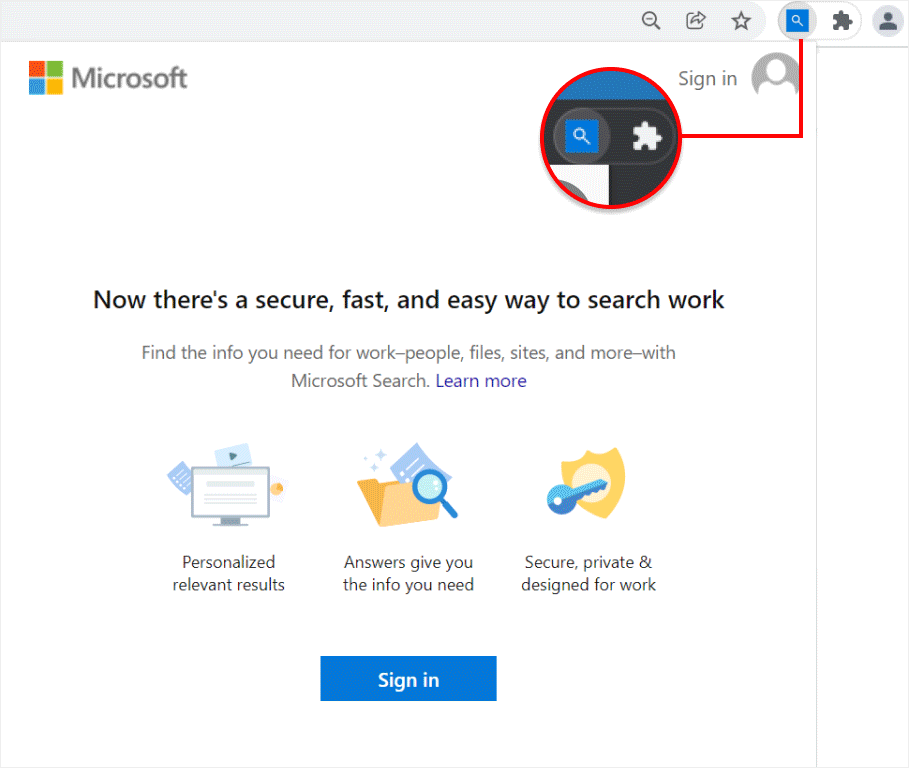 Microsoft
Sign in
Now there's a secure, fast, and easy way to search work
Find the info you need for work–people, files, sites, and more–with
Microsoft Search. Learn more
Personalized
relevant results
Answers give you
the info you need
Secure, private &
designed for work
Sign in